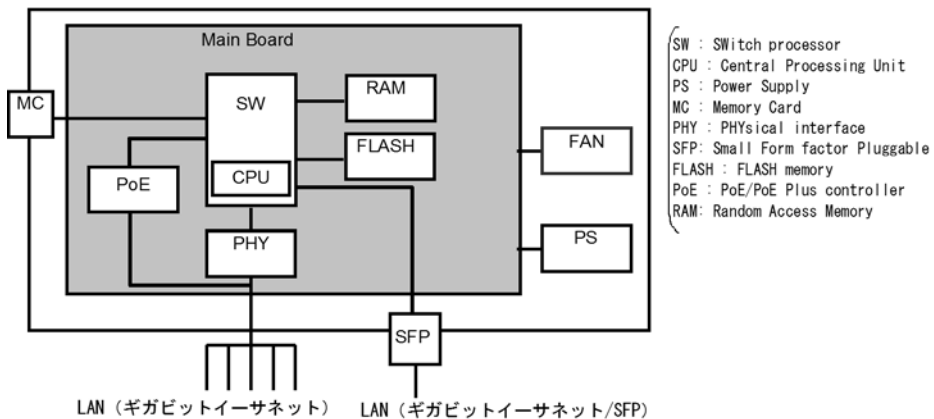 Main Board
MC
SW
CPU
RAM
FLASH
PoE
PHY
FAN
PS
SFP
LAN（ギガビットイーサネット）
LAN（ギガビットイーサネット/SFP）
SW : SWitch processor
CPU : Central Processing Unit
PS : Power Supply
MC : Memory Card
PHY : PHYsical interface
SFP: Small Form factor Pluggable
FLASH : FLASH memory
PoE : PoE/PoE Plus controller
RAM: Random Access Memory